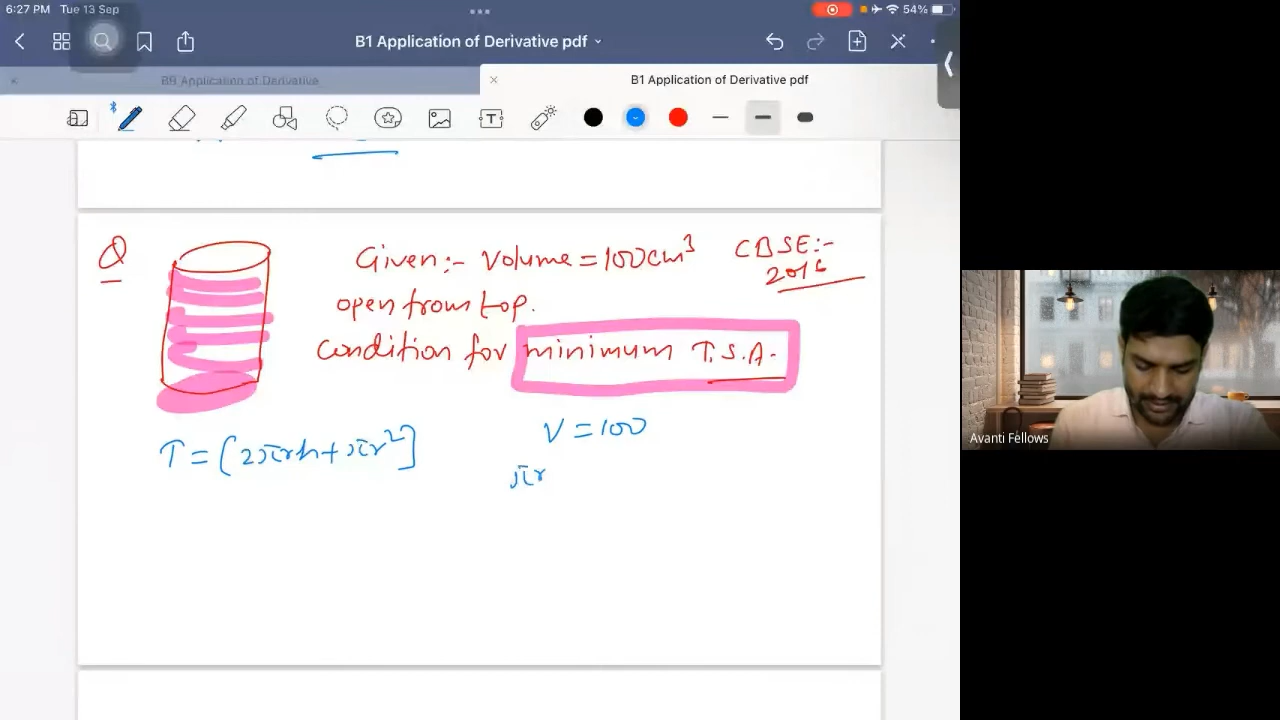 6:27 PM Tue 13 Sep
54%
B1 Application of Derivative pdf
B9 Application of Derivative
B1 Application of Derivative pdf
T
Q
Given:- Volume = 100cm³
CBSE:-
2016
open from top.
condition for minimum T.S.A.
T = [2πrh + πr²]
V = 100
πr
Avanti Fellows